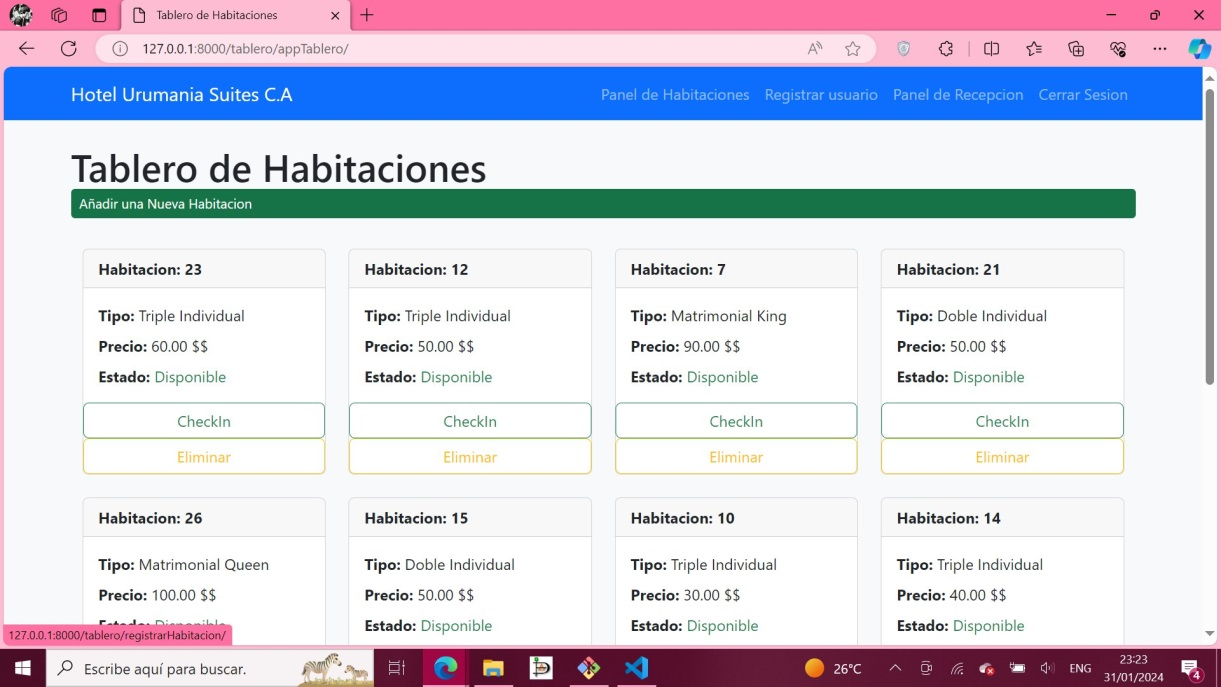 Tablero de Habitaciones
127.0.0.1:8000/tablero/appTablero/
Hotel Urumania Suites C.A
Panel de Habitaciones Registrar usuario Panel de Recepcion Cerrar Sesion
Tablero de Habitaciones
Añadir una Nueva Habitacion
Habitacion: 23
Tipo: Triple Individual
Precio: 60.00 $$
Estado: Disponible
CheckIn
Eliminar
Habitacion: 12
Tipo: Triple Individual
Precio: 50.00 $$
Estado: Disponible
CheckIn
Eliminar
Habitacion: 7
Tipo: Matrimonial King
Precio: 90.00 $$
Estado: Disponible
CheckIn
Eliminar
Habitacion: 21
Tipo: Doble Individual
Precio: 50.00 $$
Estado: Disponible
CheckIn
Eliminar
Habitacion: 26
Tipo: Matrimonial Queen
Precio: 100.00 $$
Estado: Disponible
Habitacion: 15
Tipo: Doble Individual
Precio: 50.00 $$
Estado: Disponible
Habitacion: 10
Tipo: Triple Individual
Precio: 30.00 $$
Estado: Disponible
Habitacion: 14
Tipo: Triple Individual
Precio: 40.00 $$
Estado: Disponible
127.0.0.1:8000/tablero/registrarHabitacion/
Escribe aquí para buscar.
26°C
ENG
23:23
31/01/2024
4